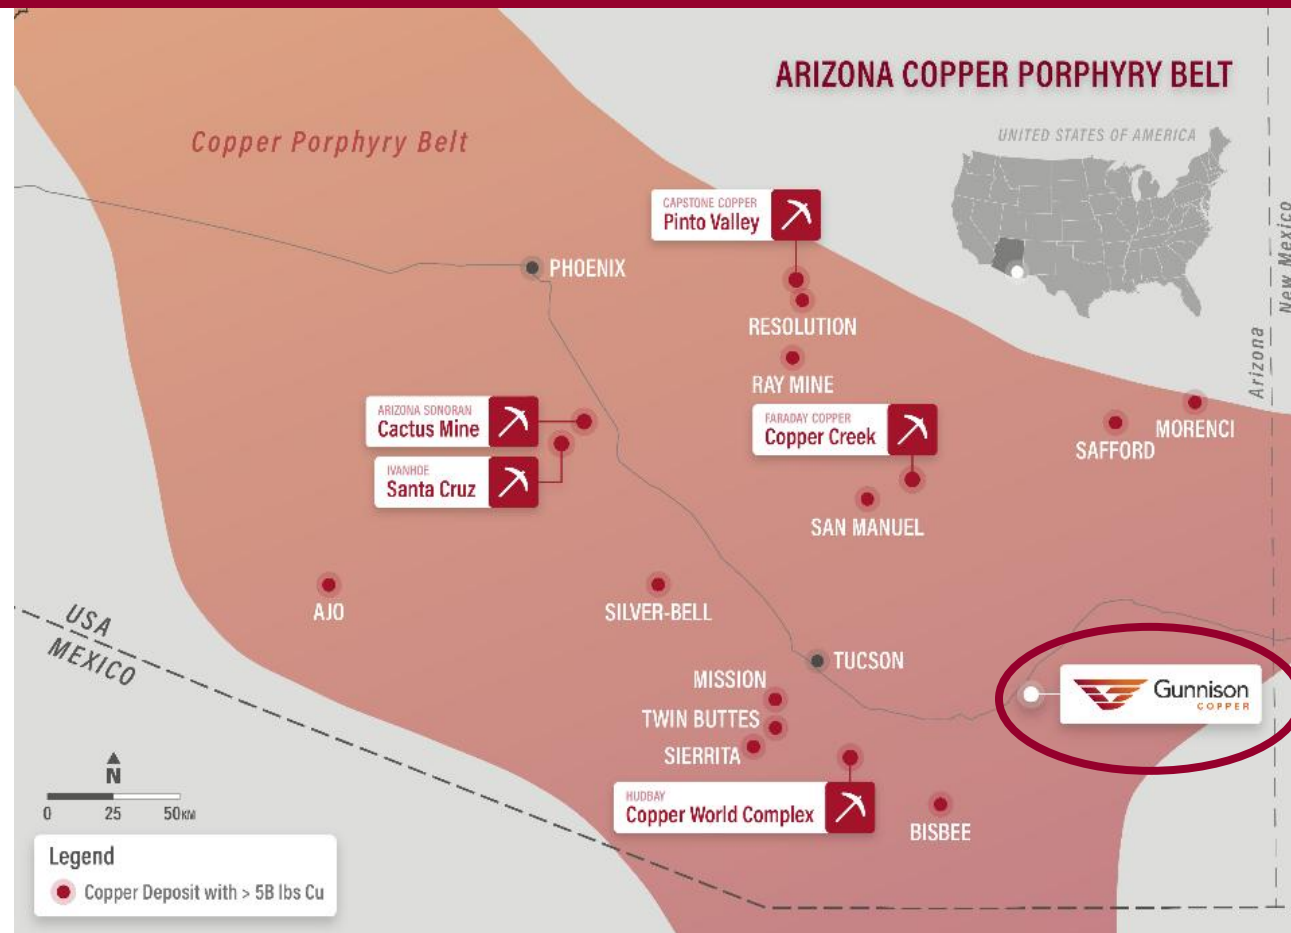 ARIZONA COPPER PORPHYRY BELT
Copper Porphyry Belt
UNITED STATES OF AMERICA
New Mexico
Arizona
CAPSTONE COPPER
Pinto Valley
PHOENIX
RESOLUTION
RAY MINE
ARIZONA SONORAN
Cactus Mine
FARADAY COPPER
Copper Creek
MORENCI
SAFFORD
IVANHOE
Santa Cruz
SAN MANUEL
AJO
SILVER-BELL
USA
MEXICO
TUCSON
MISSION
Gunnison
COPPER
TWIN BUTTES
SIERRITA
N
0 25 50KM
HUDBAY
Copper World Complex
BISBEE
Legend
Copper Deposit with > 5B lbs Cu